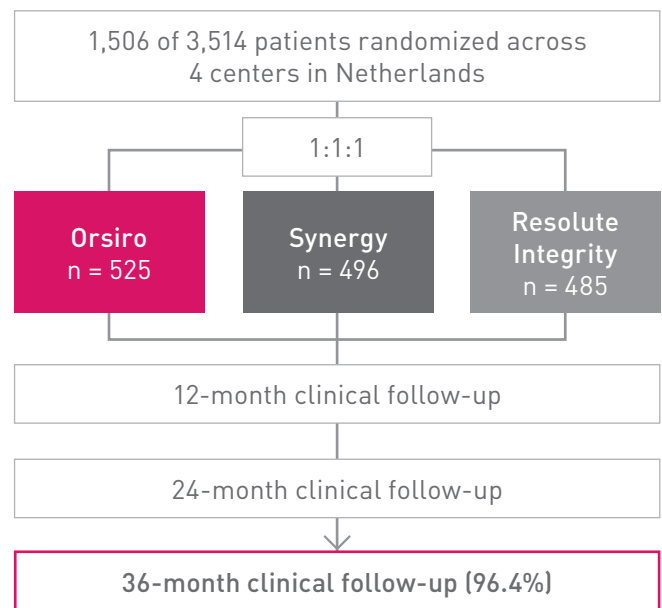 1,506 of 3,514 patients randomized across
4 centers in Netherlands
1:1:1
Orsiro
n = 525
Synergy
n = 496
Resolute
Integrity
n = 485
12-month clinical follow-up
24-month clinical follow-up
36-month clinical follow-up (96.4%)